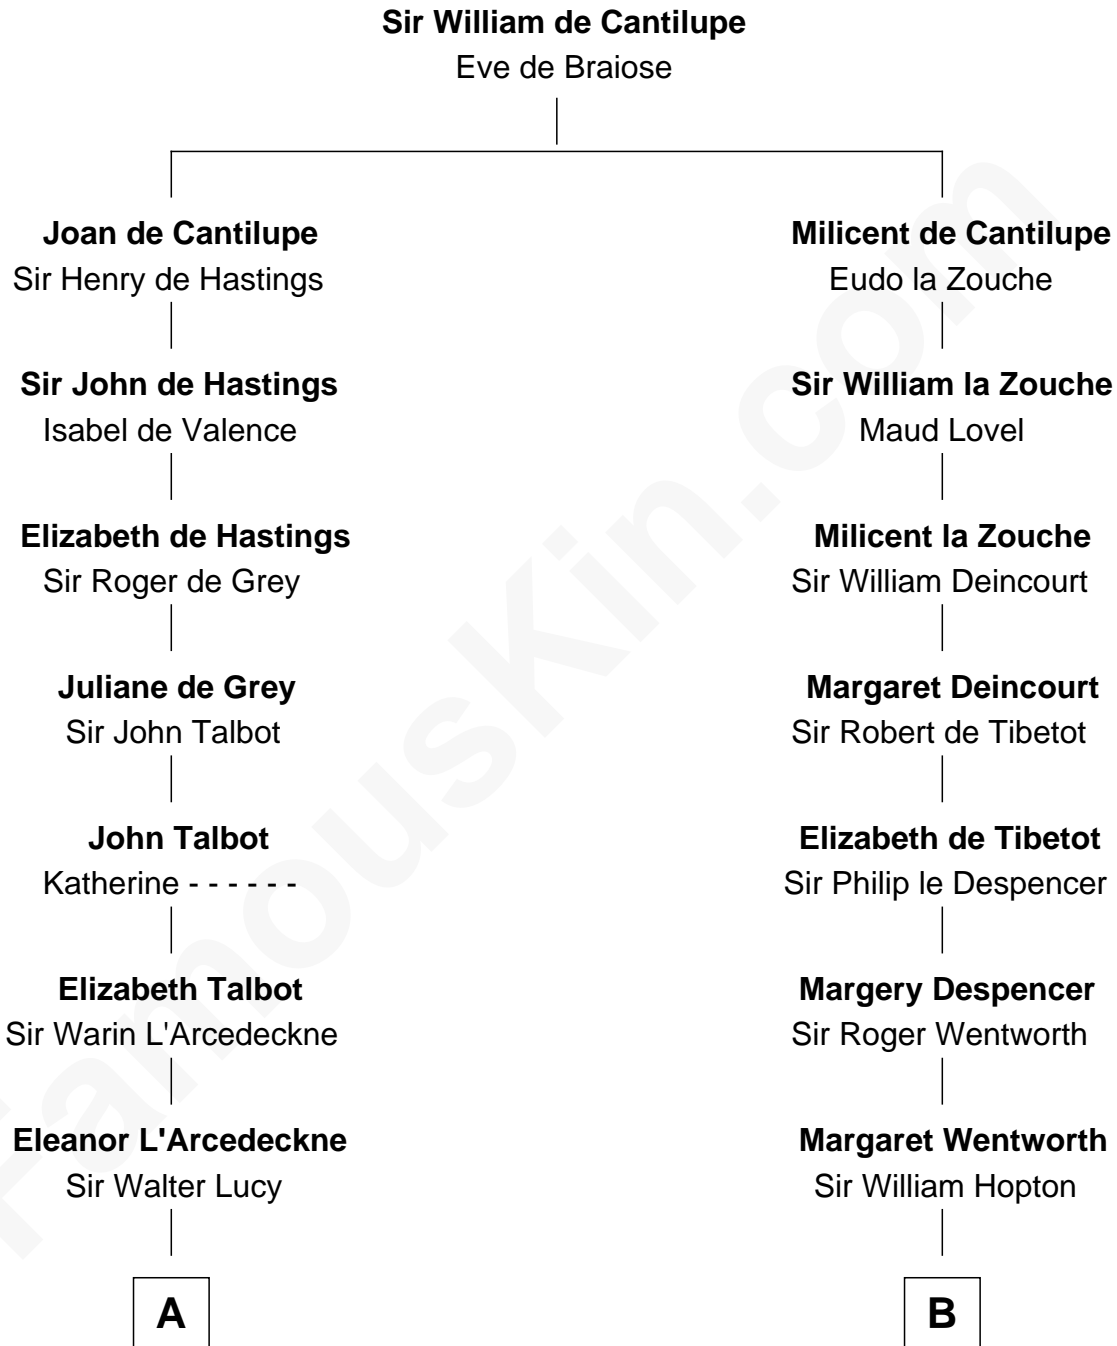 Sir William de Cantilupe
Eve de Braiose
Joan de Cantilupe
Sir Henry de Hastings
Milicent de Cantilupe
Eudo la Zouche
Sir John de Hastings
Isabel de Valence
Sir William la Zouche
Maud Lovel
Elizabeth de Hastings
Sir Roger de Grey
Milicent la Zouche
Sir William Deincourt
Juliane de Grey
Sir John Talbot
Margaret Deincourt
Sir Robert de Tibetot
John Talbot
Katherine - - - - - -
Elizabeth de Tibetot
Sir Philip le Despencer
Elizabeth Talbot
Sir Warin L'Arcedeckne
Margery Despencer
Sir Roger Wentworth
Eleanor L'Arcedeckne
Sir Walter Lucy
Margaret Wentworth
Sir William Hopton
A
B
FamousKin.com